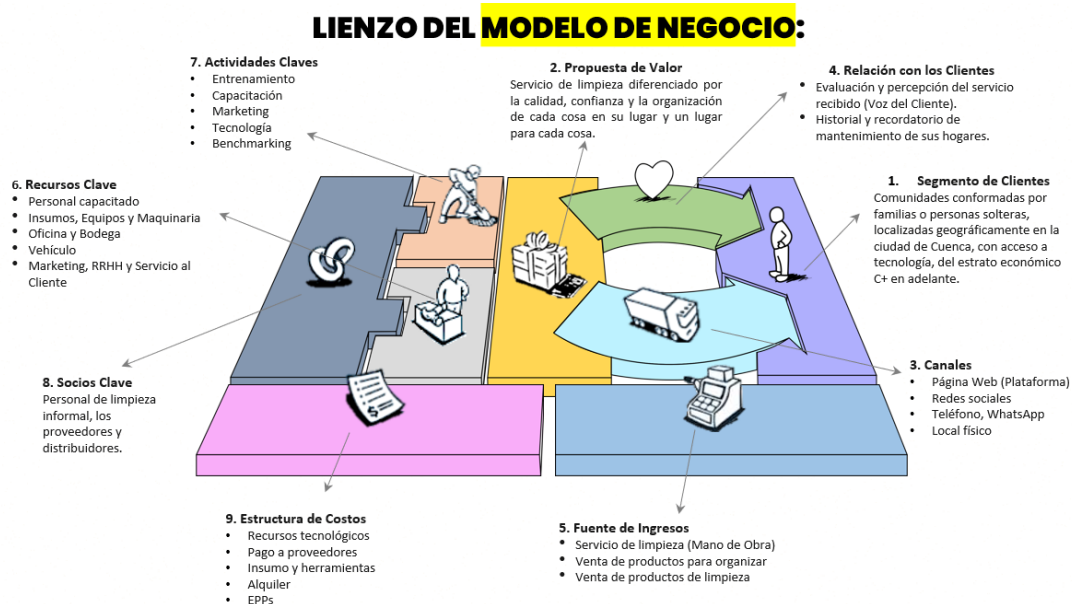 LIENZO DEL MODELO DE NEGOCIO:
7. Actividades Claves
• Entrenamiento
• Capacitación
• Marketing
• Tecnología
• Benchmarking
2. Propuesta de Valor
Servicio de limpieza diferenciado por
la calidad, confianza y la organización
de cada cosa en su lugar y un lugar
para cada cosa.
4. Relación con los Clientes
• Evaluación y percepción del servicio
recibido (Voz del Cliente).
• Historial y recordatorio de
mantenimiento de sus hogares.
6. Recursos Clave
• Personal capacitado
• Insumos, Equipos y Maquinaria
• Oficina y Bodega
• Vehículo
• Marketing, RRHH y Servicio al
Cliente
1. Segmento de Clientes
Comunidades conformadas por
familias o personas solteras,
localizadas geográficamente en la
ciudad de Cuenca, con acceso a
tecnología, del estrato económico
C+ en adelante.
8. Socios Clave
Personal de limpieza
informal, los
proveedores y
distribuidores.
3. Canales
• Página Web (Plataforma)
• Redes sociales
• Teléfono, WhatsApp
• Local físico
9. Estructura de Costos
• Recursos tecnológicos
• Pago a proveedores
• Insumo y herramientas
• Alquiler
• EPPs
5. Fuente de Ingresos
• Servicio de limpieza (Mano de Obra)
• Venta de productos para organizar
• Venta de productos de limpieza